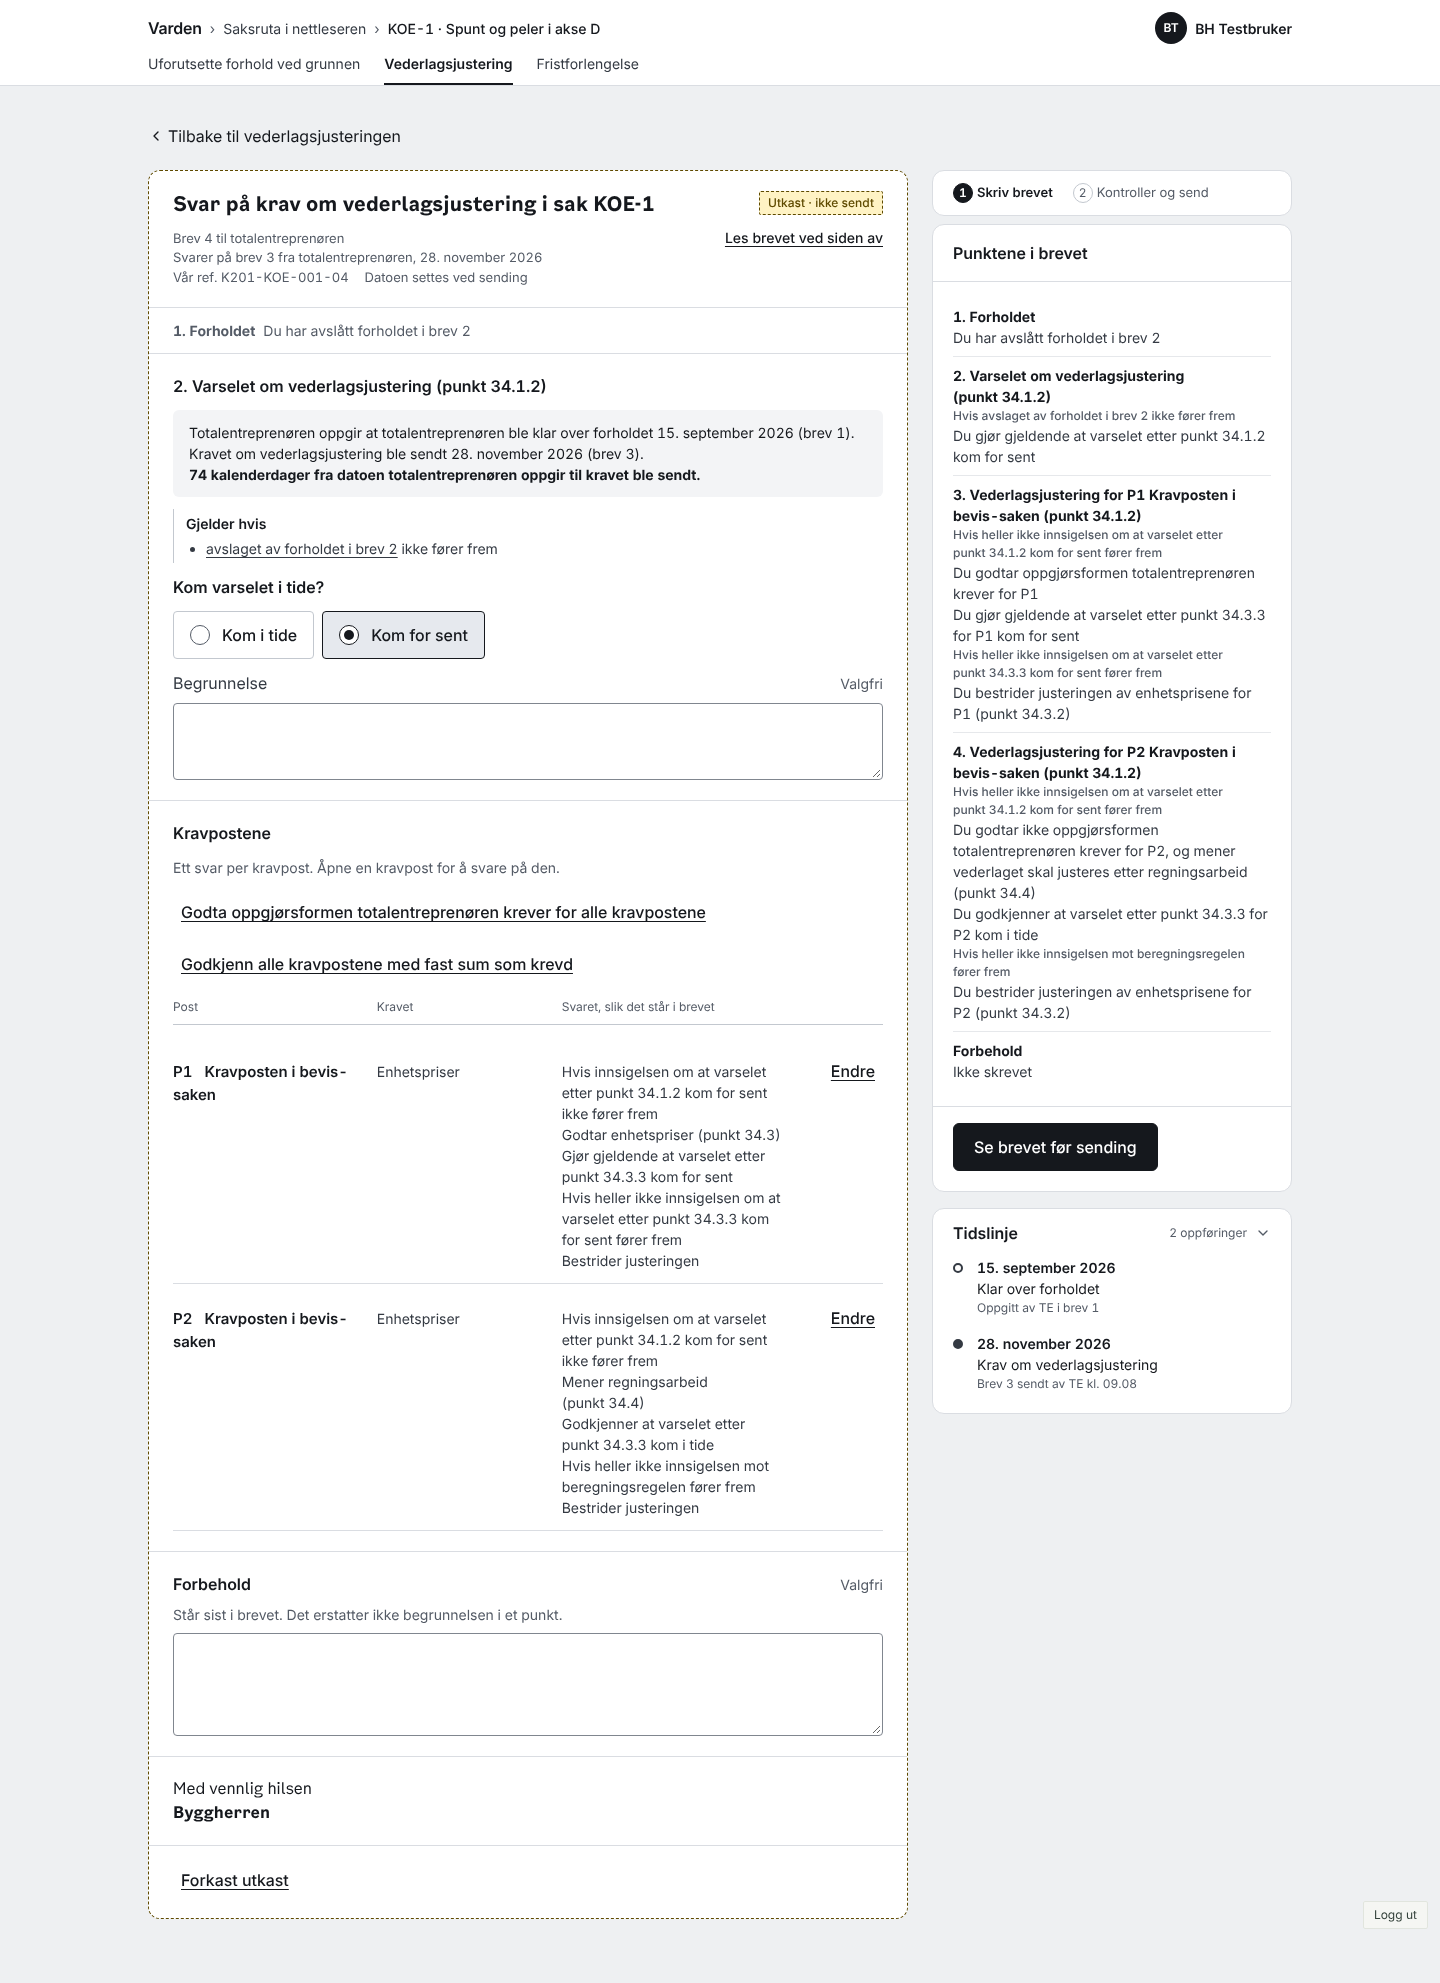 Varden › Saksruta i nettleseren › KOE-1 · Spunt og peler i akse D
BT BH Testbruker
Uforutsette forhold ved grunnen Vederlagsjustering Fristforlengelse
Tilbake til vederlagsjusteringen
Svar på krav om vederlagsjustering i sak KOE-1
Utkast · ikke sendt
Brev 4 til totalentreprenøren
Les brevet ved siden av
Svarer på brev 3 fra totalentreprenøren, 28. november 2026
Vår ref. K201-KOE-001-04 Datoen settes ved sending
1. Forholdet Du har avslått forholdet i brev 2
2. Varselet om vederlagsjustering (punkt 34.1.2)
Totalentreprenøren oppgir at totalentreprenøren ble klar over forholdet 15. september 2026 (brev 1).
Kravet om vederlagsjustering ble sendt 28. november 2026 (brev 3).
74 kalenderdager fra datoen totalentreprenøren oppgir til kravet ble sendt.
Gjelder hvis
• avslaget av forholdet i brev 2 ikke fører frem
Kom varselet i tide?
Kom i tide
Kom for sent
Begrunnelse
Valgfri
Kravpostene
Ett svar per kravpost. Åpne en kravpost for å svare på den.
Godta oppgjørsformen totalentreprenøren krever for alle kravpostene
Godkjenn alle kravpostene med fast sum som krevd
Post Kravet Svaret, slik det står i brevet
P1 Kravposten i bevis-
saken
Enhetspriser
Hvis innsigelsen om at varselet
etter punkt 34.1.2 kom for sent
ikke fører frem
Godtar enhetspriser (punkt 34.3)
Gjør gjeldende at varselet etter
punkt 34.3.3 kom for sent
Hvis heller ikke innsigelsen om at
varselet etter punkt 34.3.3 kom
for sent fører frem
Bestrider justeringen
Endre
P2 Kravposten i bevis-
saken
Enhetspriser
Hvis innsigelsen om at varselet
etter punkt 34.1.2 kom for sent
ikke fører frem
Mener regningsarbeid
(punkt 34.4)
Godkjenner at varselet etter
punkt 34.3.3 kom i tide
Hvis heller ikke innsigelsen mot
beregningsregelen fører frem
Bestrider justeringen
Endre
Forbehold
Valgfri
Står sist i brevet. Det erstatter ikke begrunnelsen i et punkt.
Med vennlig hilsen
Byggherren
Forkast utkast
1 Skriv brevet 2 Kontroller og send
Punktene i brevet
1. Forholdet
Du har avslått forholdet i brev 2
2. Varselet om vederlagsjustering
(punkt 34.1.2)
Hvis avslaget av forholdet i brev 2 ikke fører frem
Du gjør gjeldende at varselet etter punkt 34.1.2
kom for sent
3. Vederlagsjustering for P1 Kravposten i
bevis-saken (punkt 34.1.2)
Hvis heller ikke innsigelsen om at varselet etter
punkt 34.1.2 kom for sent fører frem
Du godtar oppgjørsformen totalentreprenøren
krever for P1
Du gjør gjeldende at varselet etter punkt 34.3.3
for P1 kom for sent
Hvis heller ikke innsigelsen om at varselet etter
punkt 34.3.3 kom for sent fører frem
Du bestrider justeringen av enhetsprisene for
P1 (punkt 34.3.2)
4. Vederlagsjustering for P2 Kravposten i
bevis-saken (punkt 34.1.2)
Hvis heller ikke innsigelsen om at varselet etter
punkt 34.1.2 kom for sent fører frem
Du godtar ikke oppgjørsformen
totalentreprenøren krever for P2, og mener
vederlaget skal justeres etter regningsarbeid
(punkt 34.4)
Du godkjenner at varselet etter punkt 34.3.3 for
P2 kom i tide
Hvis heller ikke innsigelsen mot beregningsregelen
fører frem
Du bestrider justeringen av enhetsprisene for
P2 (punkt 34.3.2)
Forbehold
Ikke skrevet
Se brevet før sending
Tidslinje
2 oppføringer
15. september 2026
Klar over forholdet
Oppgitt av TE i brev 1
28. november 2026
Krav om vederlagsjustering
Brev 3 sendt av TE kl. 09.08
Logg ut